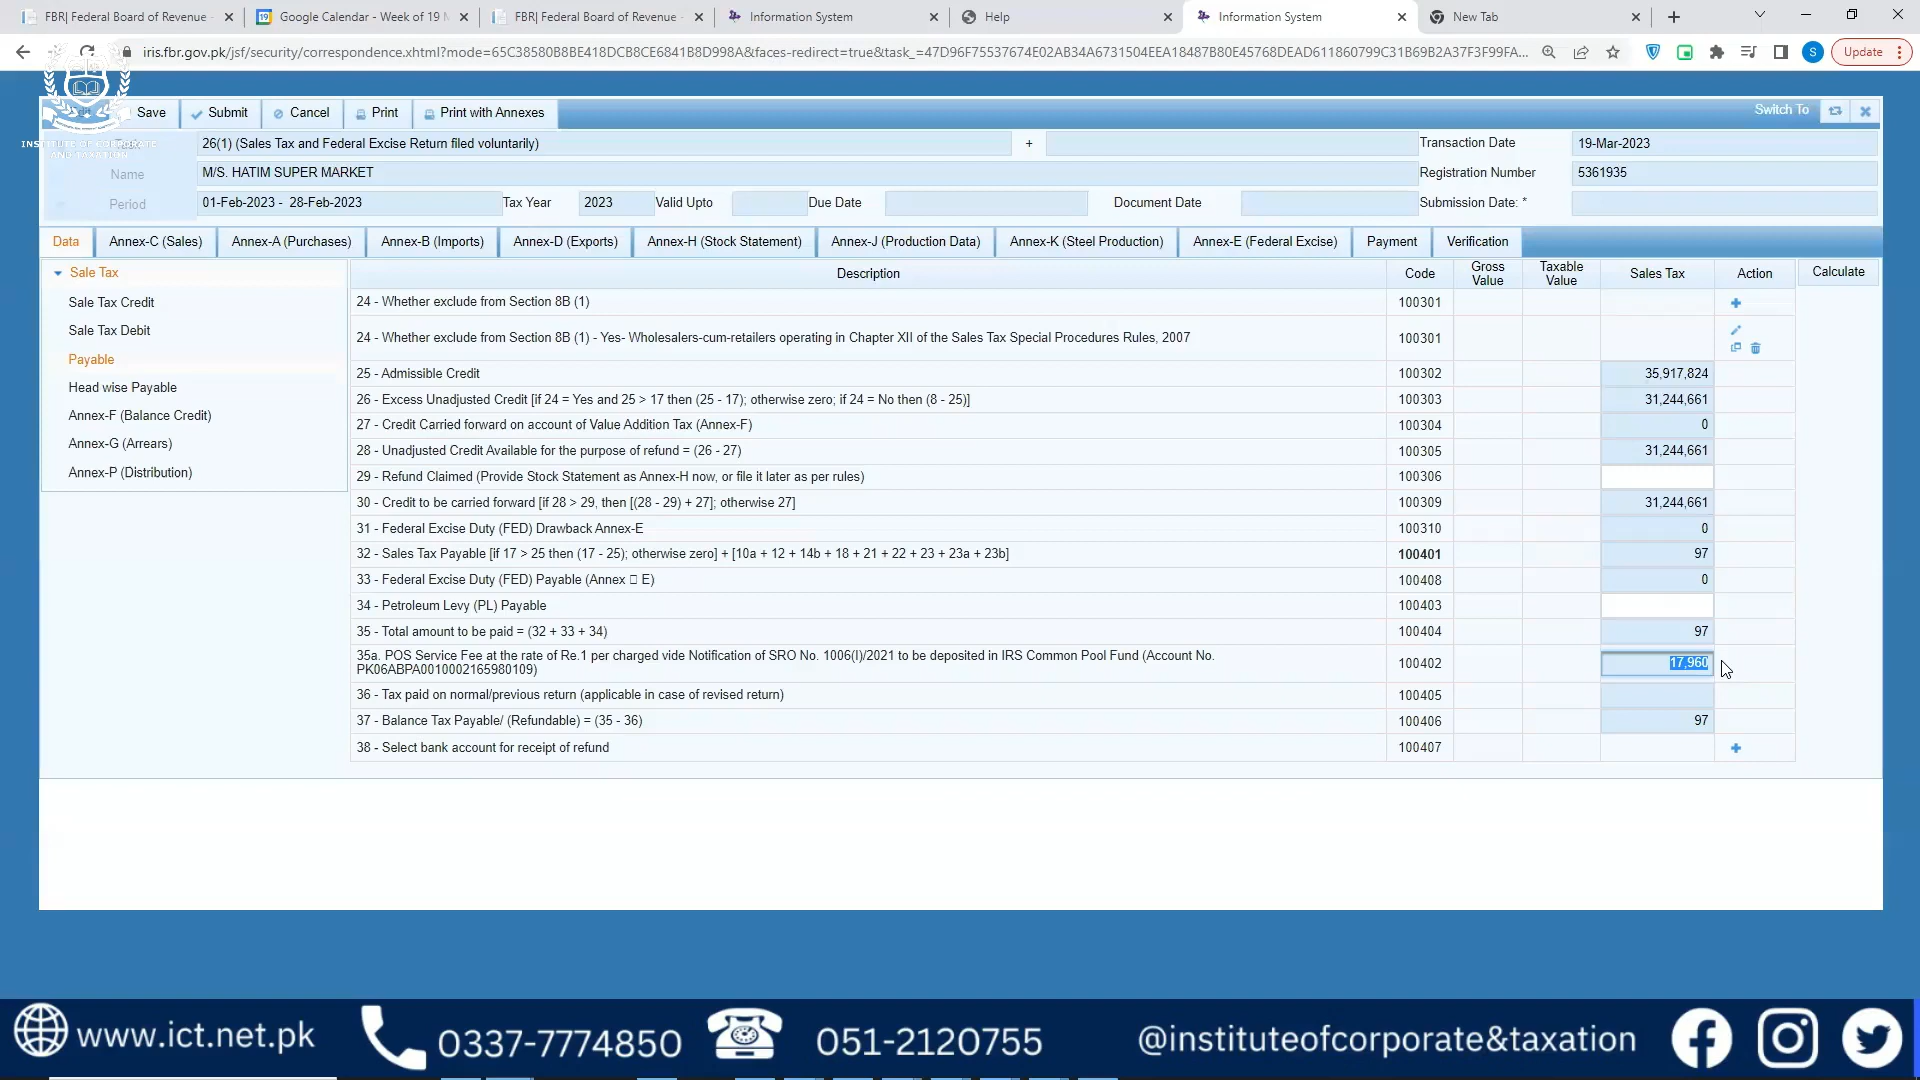 FBR| Federal Board of Revenue
Google Calendar - Week of 19 M
FBR| Federal Board of Revenue
Information System
Help
Information System
New Tab
iris.fbr.gov.pk/jsf/security/correspondence.xhtml?mode=65C38580B8BE418DCB8CE6841B8D998A&faces-redirect=true&task_=47D96F75537674E02AB34A6731504EEA18487B80E45768DEAD611860799C31B69B2A37F3F99FA...
S
Update
Save
Submit
Cancel
Print
Print with Annexes
Switch To
INSTITUTE OF CORPORATE
AND TAXATION
26(1) (Sales Tax and Federal Excise Return filed voluntarily)
+
Transaction Date
19-Mar-2023
Name
M/S. HATIM SUPER MARKET
Registration Number
5361935
Period
01-Feb-2023 - 28-Feb-2023
Tax Year
2023
Valid Upto
Due Date
Document Date
Submission Date: *
Data
Annex-C (Sales)
Annex-A (Purchases)
Annex-B (Imports)
Annex-D (Exports)
Annex-H (Stock Statement)
Annex-J (Production Data)
Annex-K (Steel Production)
Annex-E (Federal Excise)
Payment
Verification
Sale Tax
Sale Tax Credit
Sale Tax Debit
Payable
Head wise Payable
Annex-F (Balance Credit)
Annex-G (Arrears)
Annex-P (Distribution)
Description Code Gross Value Taxable Value Sales Tax Action Calculate
24 - Whether exclude from Section 8B (1) 100301
24 - Whether exclude from Section 8B (1) - Yes- Wholesalers-cum-retailers operating in Chapter XII of the Sales Tax Special Procedures Rules, 2007 100301
25 - Admissible Credit 100302 35,917,824
26 - Excess Unadjusted Credit [if 24 = Yes and 25 > 17 then (25 - 17); otherwise zero; if 24 = No then (8 - 25)] 100303 31,244,661
27 - Credit Carried forward on account of Value Addition Tax (Annex-F) 100304 0
28 - Unadjusted Credit Available for the purpose of refund = (26 - 27) 100305 31,244,661
29 - Refund Claimed (Provide Stock Statement as Annex-H now, or file it later as per rules) 100306
30 - Credit to be carried forward [if 28 > 29, then [(28 - 29) + 27]; otherwise 27] 100309 31,244,661
31 - Federal Excise Duty (FED) Drawback Annex-E 100310 0
32 - Sales Tax Payable [if 17 > 25 then (17 - 25); otherwise zero] + [10a + 12 + 14b + 18 + 21 + 22 + 23 + 23a + 23b] 100401 97
33 - Federal Excise Duty (FED) Payable (Annex □ E) 100408 0
34 - Petroleum Levy (PL) Payable 100403
35 - Total amount to be paid = (32 + 33 + 34) 100404 97
35a. POS Service Fee at the rate of Re.1 per charged vide Notification of SRO No. 1006(I)/2021 to be deposited in IRS Common Pool Fund (Account No.
PK06ABPA0010002165980109) 100402 17,960
36 - Tax paid on normal/previous return (applicable in case of revised return) 100405
37 - Balance Tax Payable/ (Refundable) = (35 - 36) 100406 97
38 - Select bank account for receipt of refund 100407
www.ict.net.pk
0337-7774850
051-2120755
@instituteofcorporate&taxation